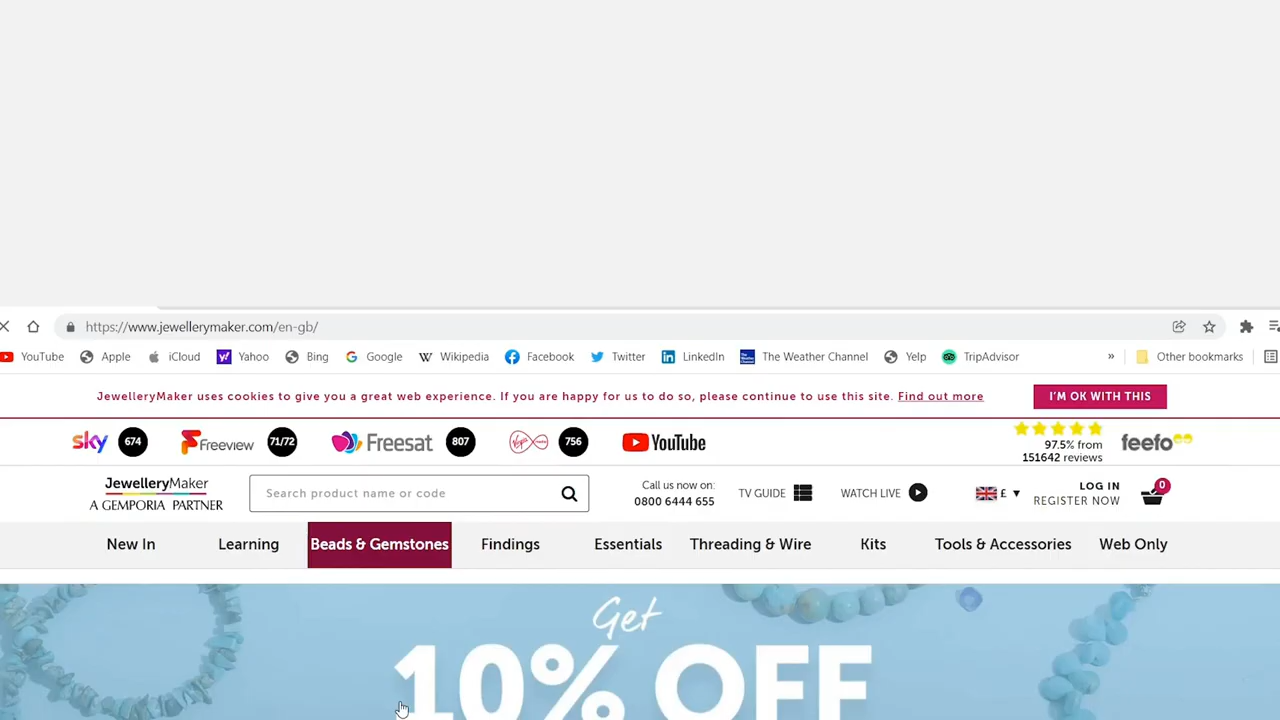 https://www.jewellerymaker.com/en-gb/
YouTube Apple iCloud Yahoo Bing Google Wikipedia Facebook Twitter LinkedIn The Weather Channel Yelp TripAdvisor » Other bookmarks
JewelleryMaker uses cookies to give you a great web experience. If you are happy for us to do so, please continue to use this site. Find out more I'M OK WITH THIS
sky 674 Freeview 71/72 Freesat 807 Virgin media 756 YouTube 97.5% from 151642 reviews feefo
JewelleryMaker
A GEMPORIA PARTNER
Search product name or code
Call us now on:
0800 6444 655
TV GUIDE WATCH LIVE £ ▼
LOG IN
REGISTER NOW
0
New In Learning Beads & Gemstones Findings Essentials Threading & Wire Kits Tools & Accessories Web Only
Get
10% OFF